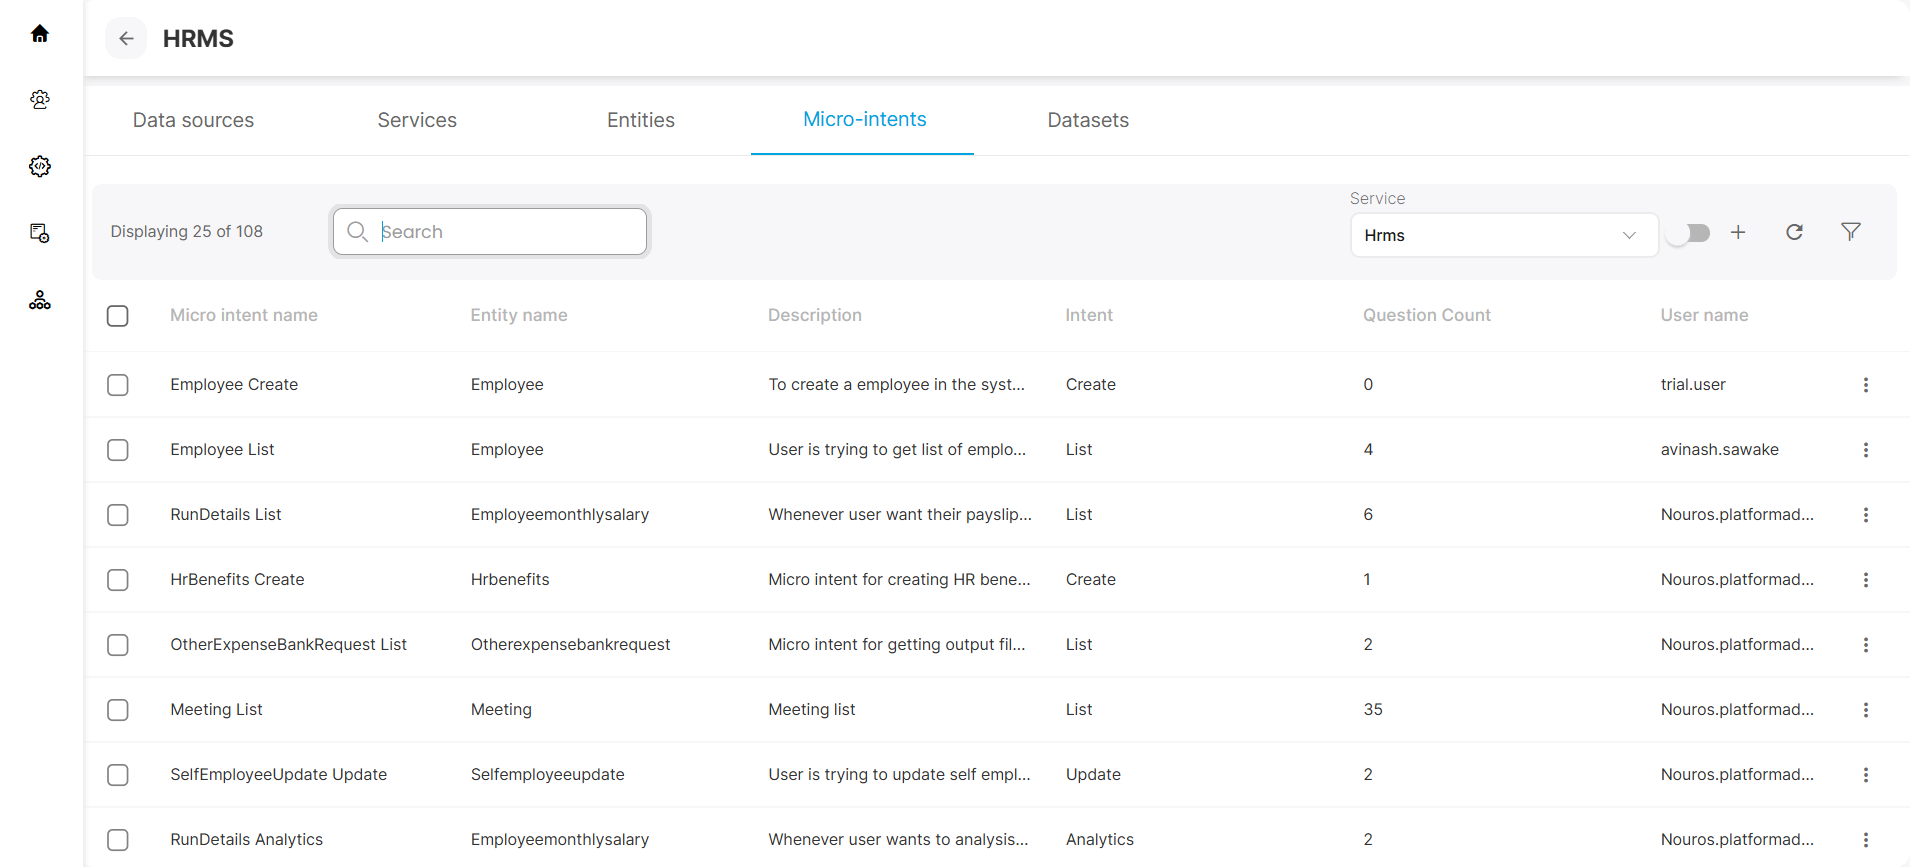 HRMS
Data sources Services Entities Micro-intents Datasets
Service
Displaying 25 of 108 Search Hrms
Micro intent name Entity name Description Intent Question Count User name
Employee Create Employee To create a employee in the syst... Create 0 trial.user
Employee List Employee User is trying to get list of emplo... List 4 avinash.sawake
RunDetails List Employeemonthlysalary Whenever user want their payslip... List 6 Nouros.platformad...
HrBenefits Create Hrbenefits Micro intent for creating HR bene... Create 1 Nouros.platformad...
OtherExpenseBankRequest List Otherexpensebankrequest Micro intent for getting output fil... List 2 Nouros.platformad...
Meeting List Meeting Meeting list List 35 Nouros.platformad...
SelfEmployeeUpdate Update Selfemployeeupdate User is trying to update self empl... Update 2 Nouros.platformad...
RunDetails Analytics Employeemonthlysalary Whenever user wants to analysis... Analytics 2 Nouros.platformad...